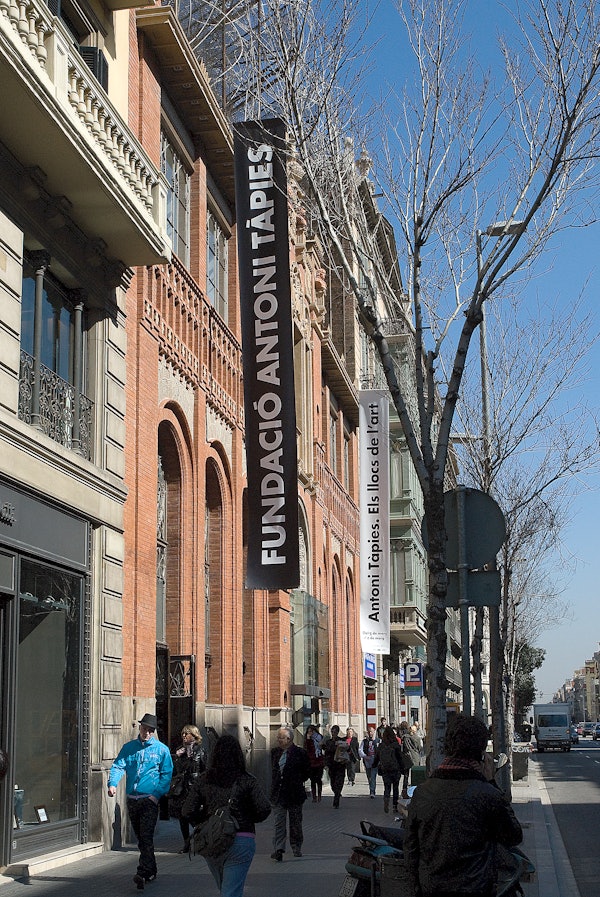 FUNDACIÓ ANTONI TÀPIES
Antoni Tàpies. Els llocs de l'art
P